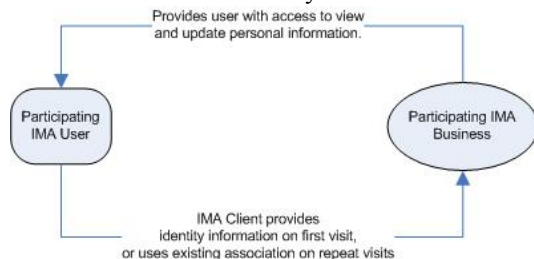 Provides user with access to view
and update personal information.
Participating
IMA User
Participating IMA
Business
IMA Client provides
identity information on first visit,
or uses existing association on repeat visits